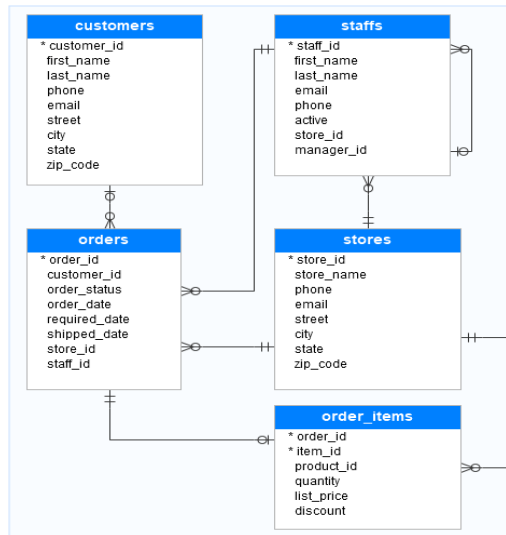 customers
* customer_id
first_name
last_name
phone
email
street
city
state
zip_code
staffs
* staff_id
first_name
last_name
email
phone
active
store_id
manager_id
orders
* order_id
customer_id
order_status
order_date
required_date
shipped_date
store_id
staff_id
stores
* store_id
store_name
phone
email
street
city
state
zip_code
order_items
* order_id
* item_id
product_id
quantity
list_price
discount